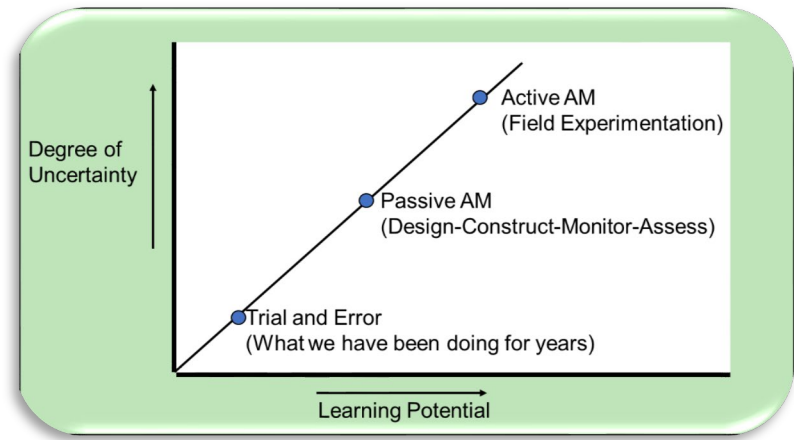 Active AM
(Field Experimentation)
Degree of
Uncertainty
Passive AM
(Design-Construct-Monitor-Assess)
Trial and Error
(What we have been doing for years)
Learning Potential